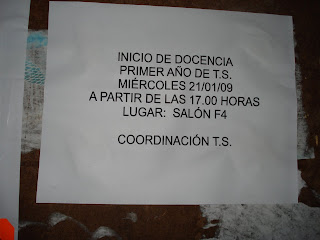 INICIO DE DOCENCIA
PRIMER AÑO DE T.S.
MIÉRCOLES 21/01/09
A PARTIR DE LAS 17.00 HORAS
LUGAR: SALÓN F4
COORDINACIÓN T.S.